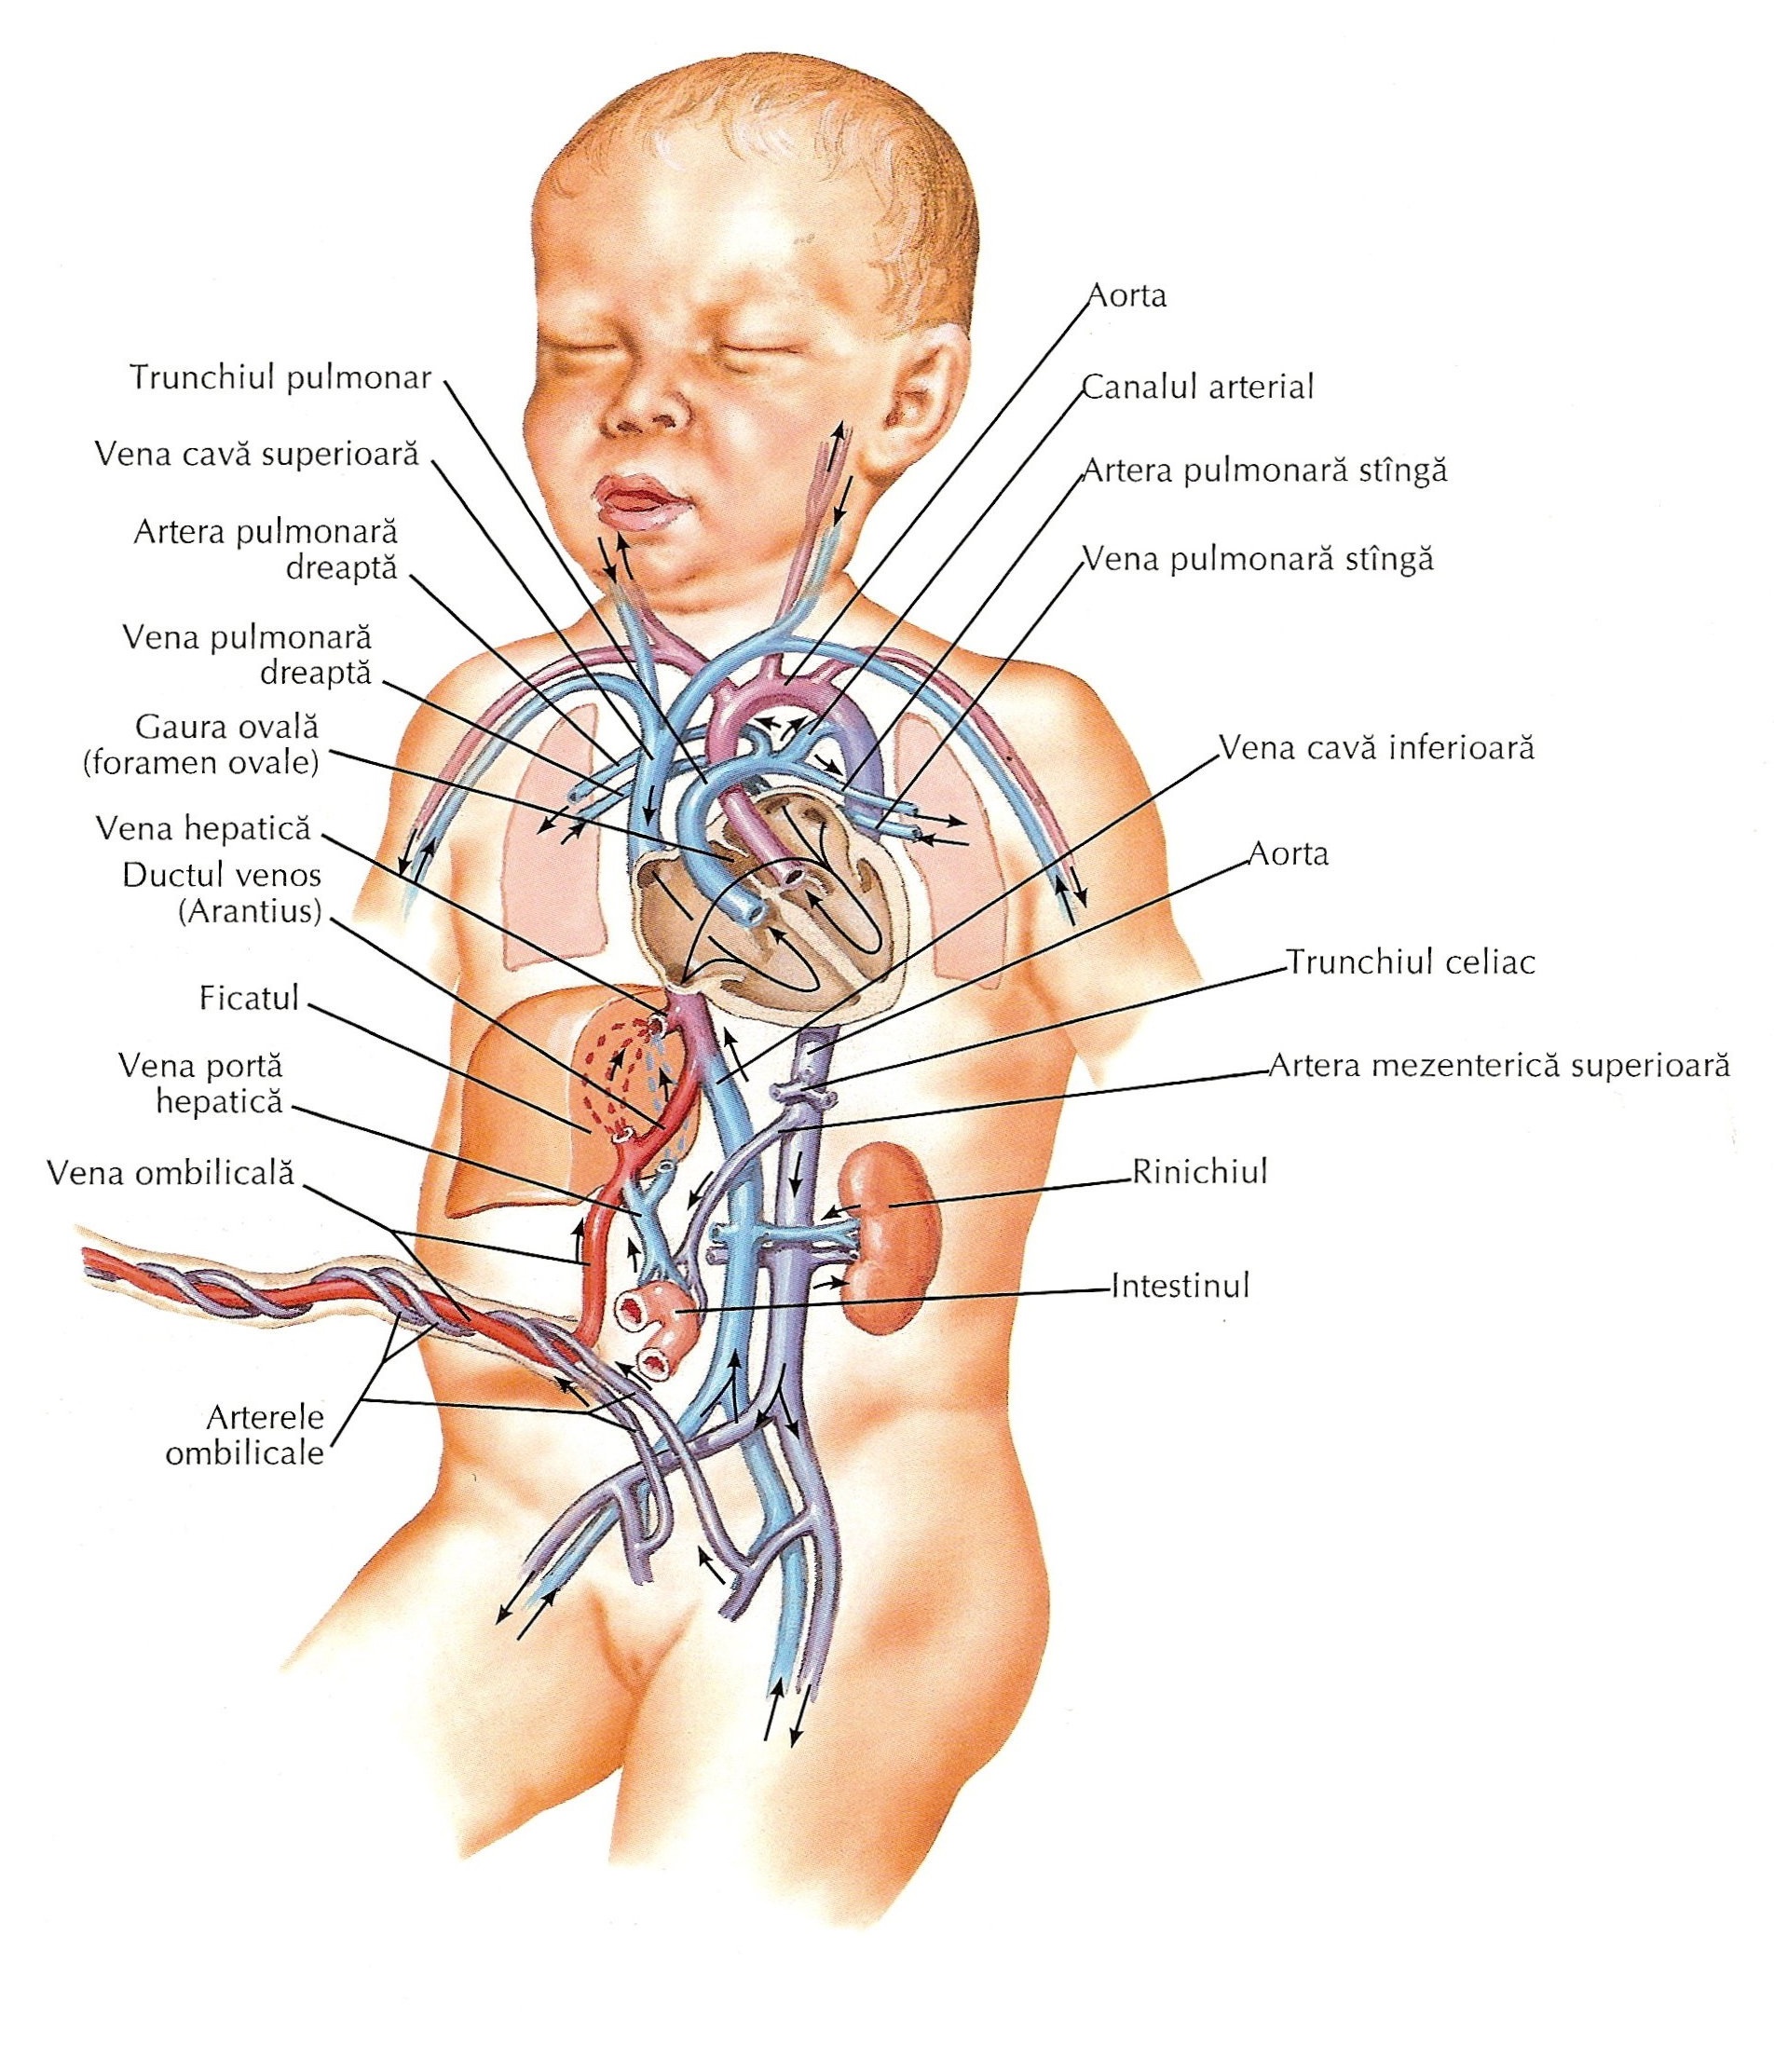 Trunchiul pulmonar
Vena cavă superioară
Artera pulmonară
dreaptă
Vena pulmonară
dreaptă
Gaura ovală
(foramen ovale)
Vena hepatică
Ductul venos
(Arantius)
Ficatul
Vena portă
hepatică
Vena ombilicală
Arterele
ombilicale
Aorta
Canalul arterial
Artera pulmonară stîngă
Vena pulmonară stîngă
Vena cavă inferioară
Aorta
Trunchiul celiac
Artera mezenterică superioară
Rinichiul
Intestinul